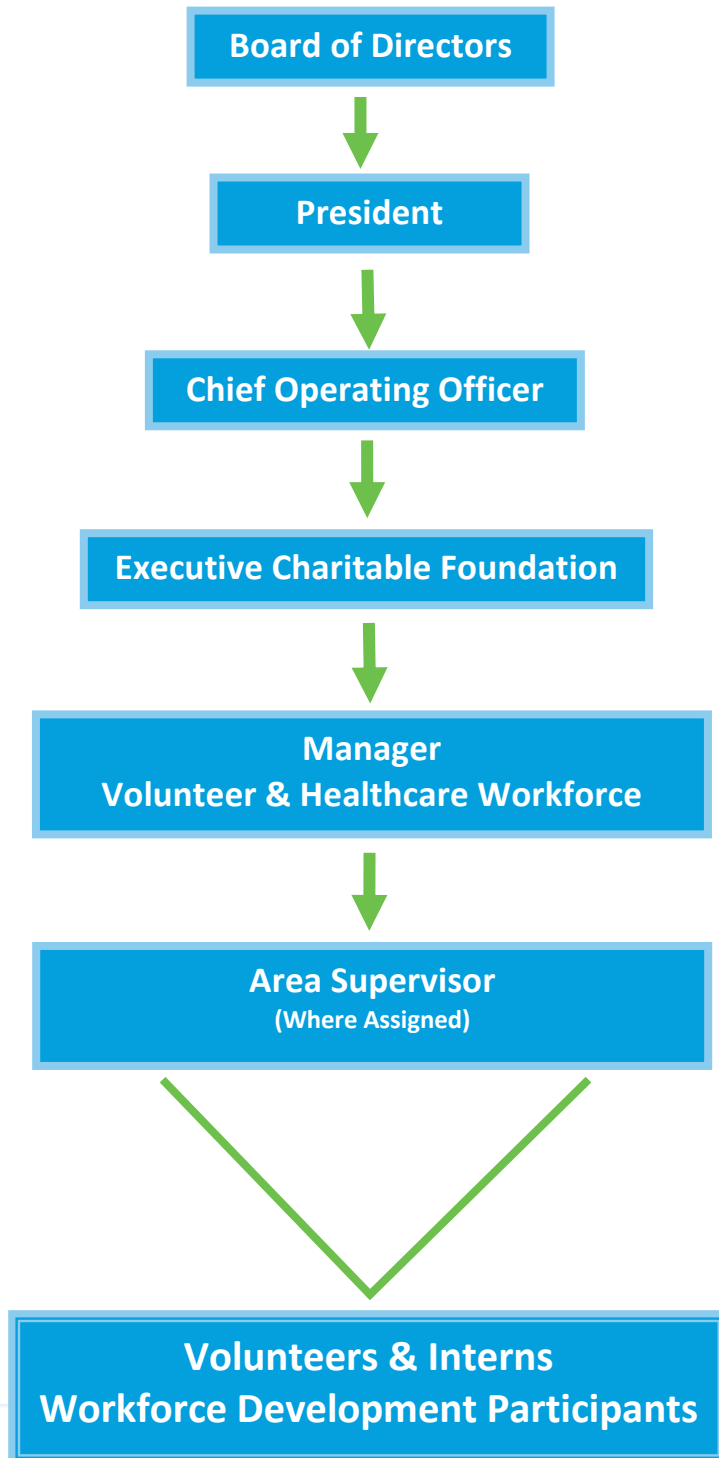 Board of Directors
President
Chief Operating Officer
Executive Charitable Foundation
Manager
Volunteer & Healthcare Workforce
Area Supervisor
(Where Assigned)
Volunteers & Interns
Workforce Development Participants